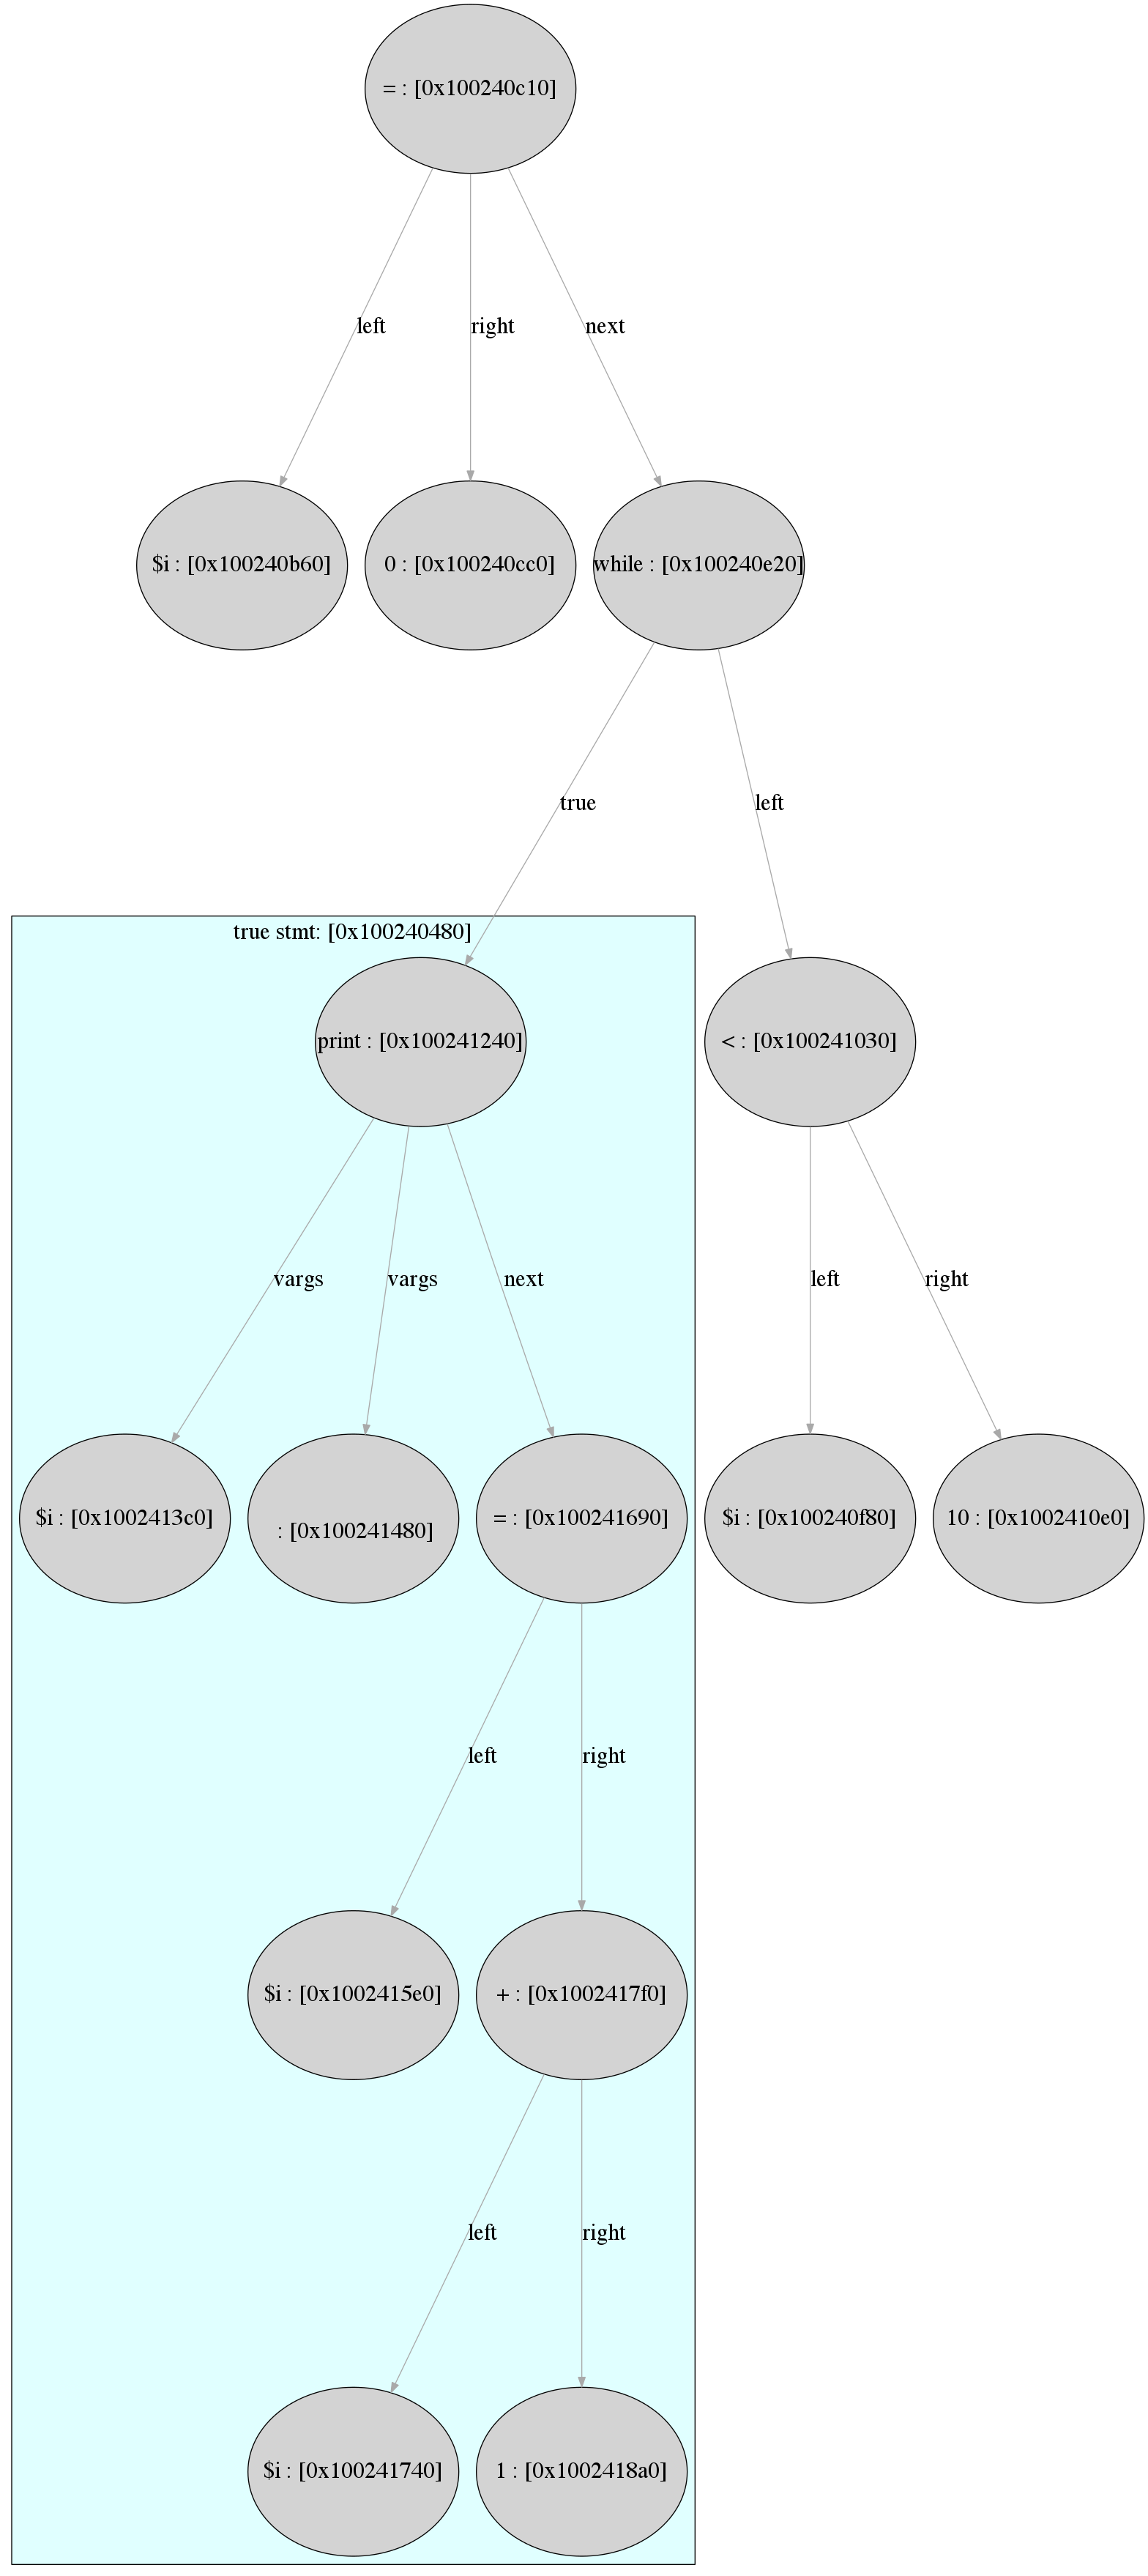 = : [0x100240c10]
left
right
next
$i : [0x100240b60]
0 : [0x100240cc0]
while : [0x100240e20]
true
left
true stmt: [0x100240480]
print : [0x100241240]
< : [0x100241030]
vargs
vargs
next
left
right
$i : [0x1002413c0]
: [0x100241480]
= : [0x100241690]
$i : [0x100240f80]
10 : [0x1002410e0]
left
right
$i : [0x1002415e0]
+ : [0x1002417f0]
left
right
$i : [0x100241740]
1 : [0x1002418a0]